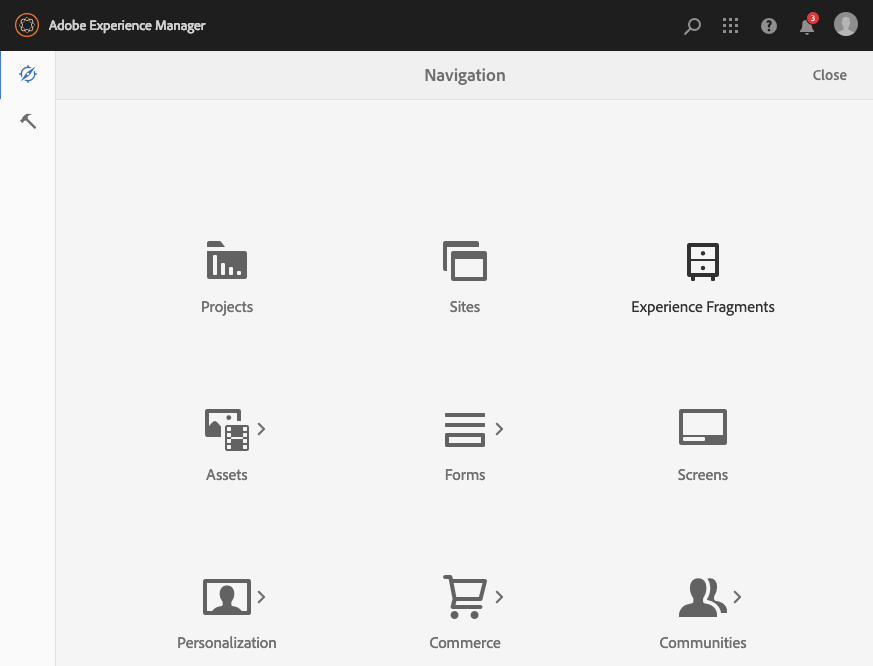 Adobe Experience Manager
3
Navigation
Close
Projects
Sites
Experience Fragments
Assets
Forms
Screens
Personalization
Commerce
Communities